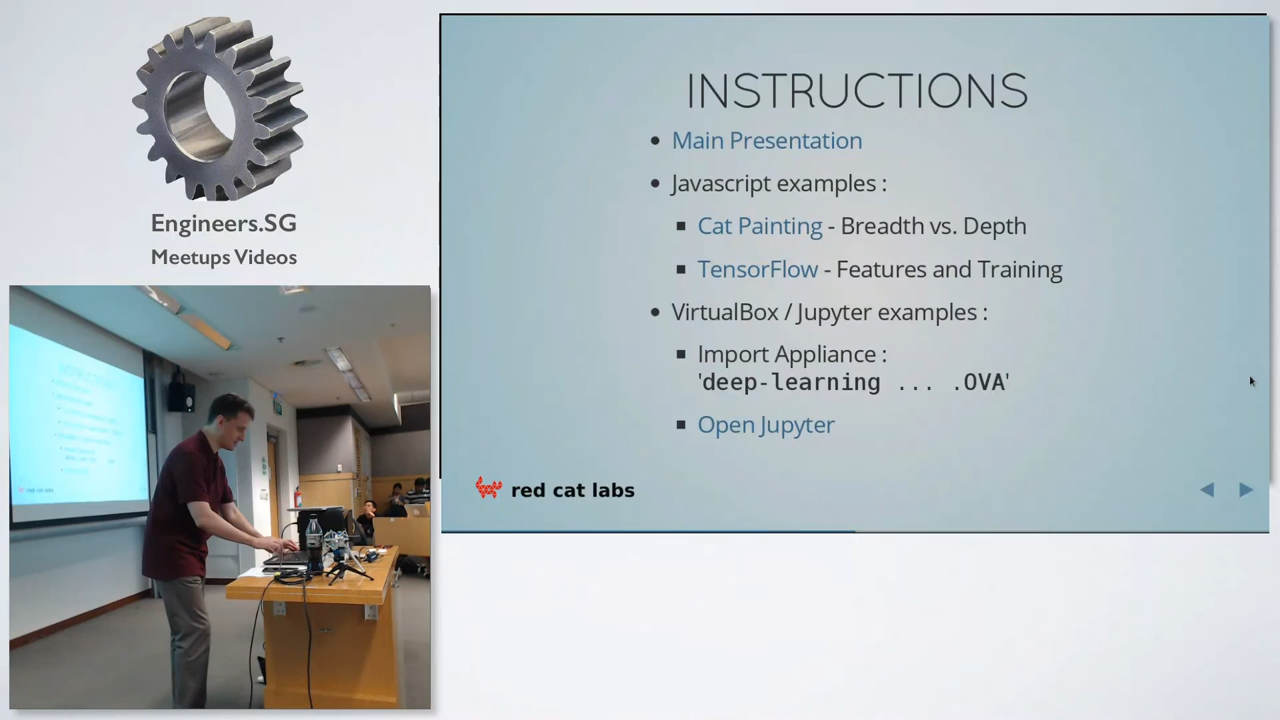 Engineers.SG
Meetups Videos
INSTRUCTIONS
• Main Presentation
• Javascript examples :
▪ Cat Painting - Breadth vs. Depth
▪ TensorFlow - Features and Training
• VirtualBox / Jupyter examples :
▪ Import Appliance :
'deep-learning ... .OVA'
▪ Open Jupyter
red cat labs